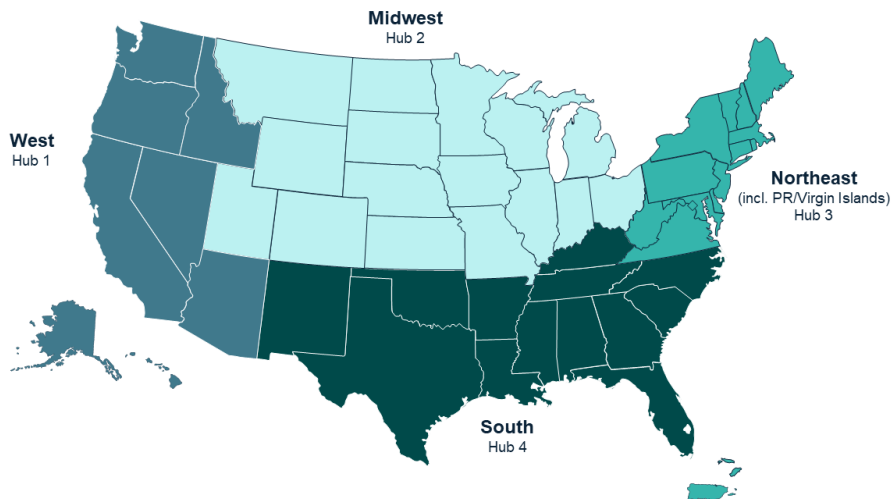 Midwest
Hub 2
West
Hub 1
Northeast
(incl. PR/Virgin Islands)
Hub 3
South
Hub 4